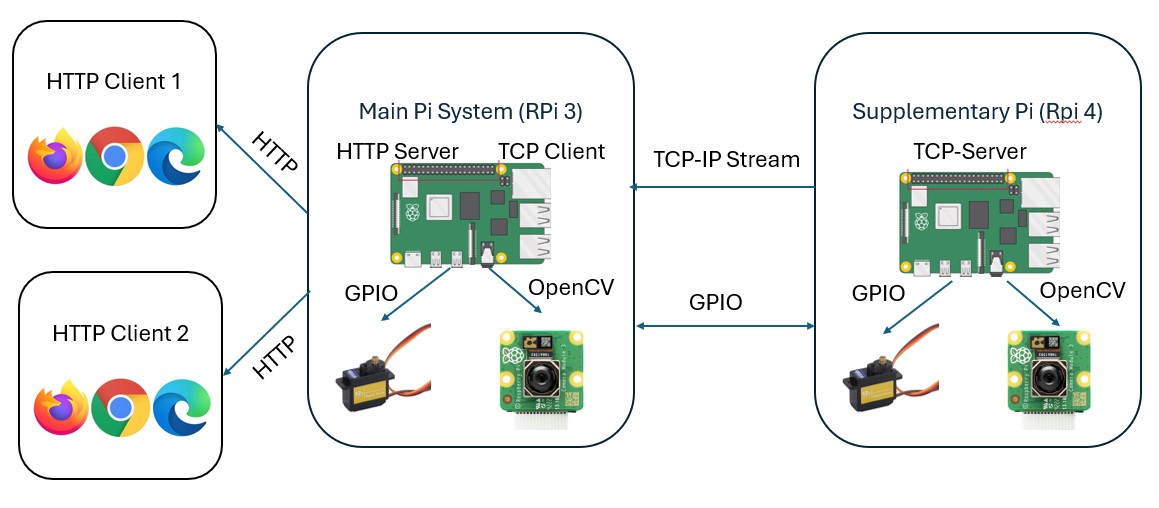 HTTP Client 1
HTTP
HTTP Client 2
HTTP
Main Pi System (RPi 3)
HTTP Server
TCP Client
GPIO
OpenCV
TCP-IP Stream
GPIO
Supplementary Pi (Rpi 4)
TCP-Server
GPIO
OpenCV